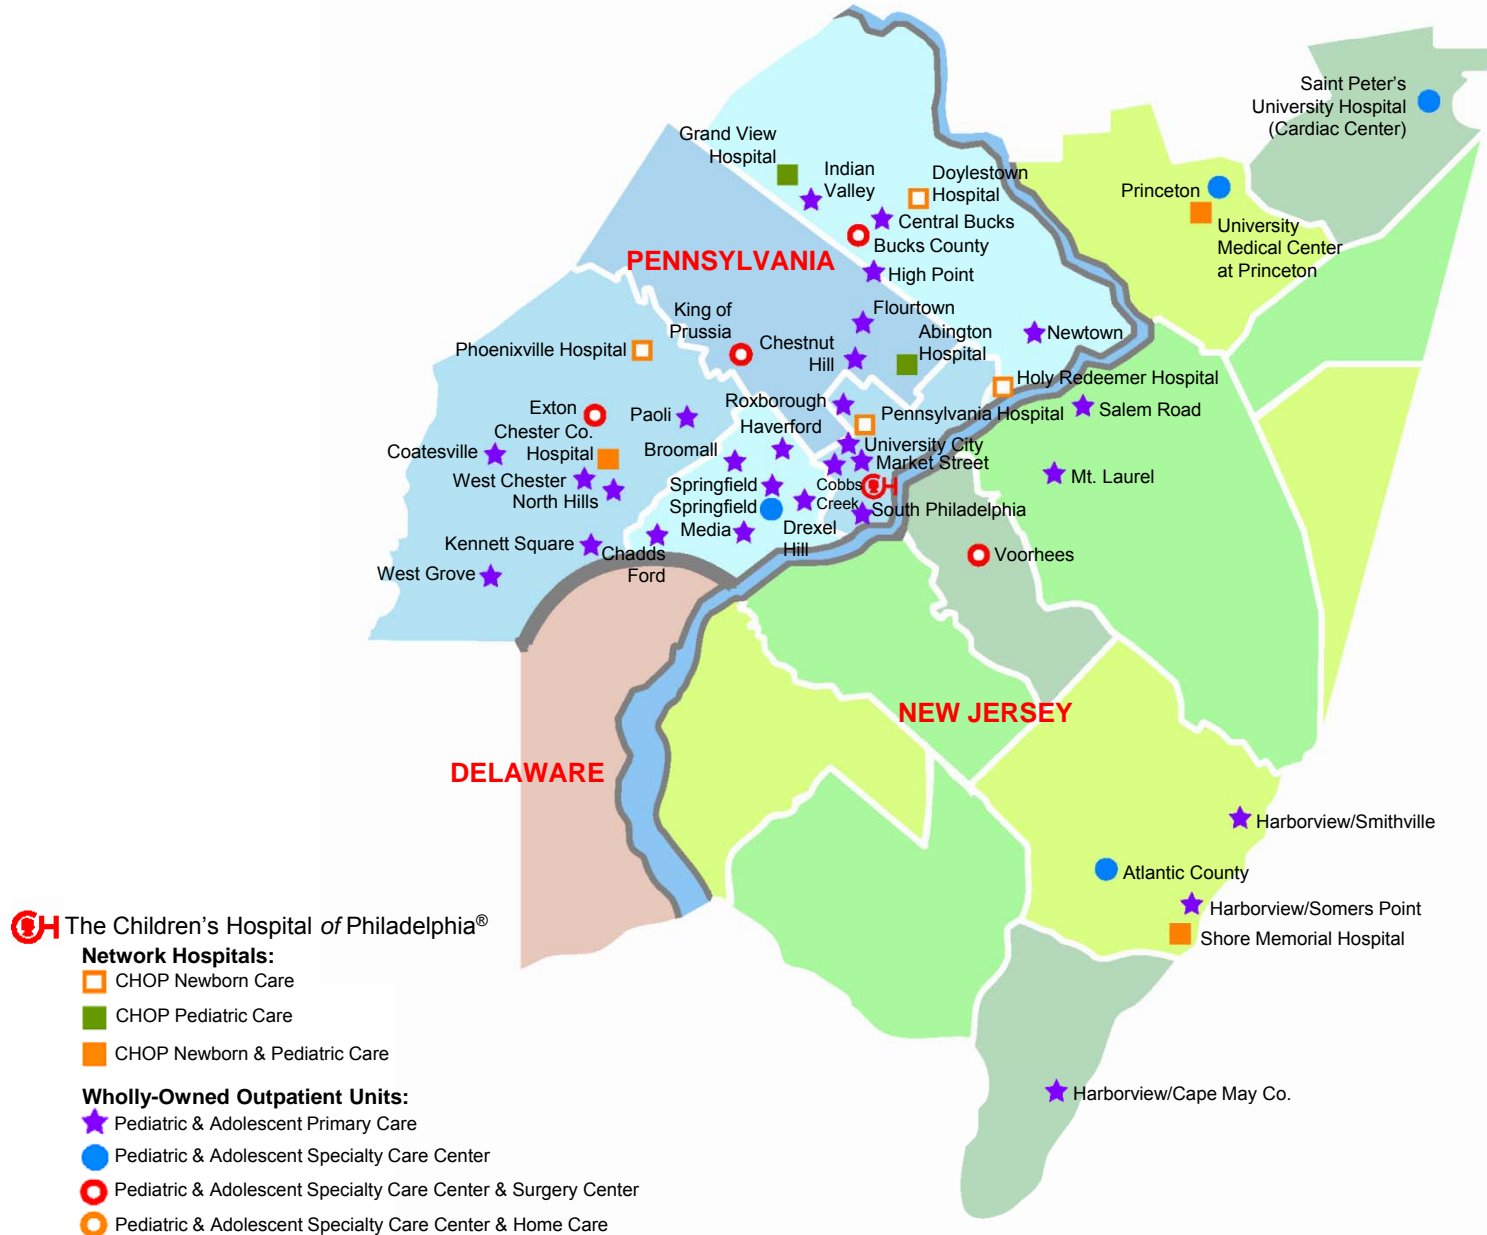 Saint Peter's
University Hospital
(Cardiac Center)
Grand View
Hospital
Indian
Valley
Doylestown
Hospital
Princeton
Central Bucks
University
Medical Center
at Princeton
Bucks County
PENNSYLVANIA
High Point
King of
Prussia
Flourtown
Chestnut
Hill
Abington
Hospital
Newtown
Phoenixville Hospital
Holy Redeemer Hospital
Exton
Paoli
Roxborough
Pennsylvania Hospital
Salem Road
Chester Co.
Hospital
Haverford
Coatesville
Broomall
University City
Market Street
West Chester
North Hills
Springfield
Springfield
Cobbs
Creek
CH
Mt. Laurel
Media
Drexel
Hill
South Philadelphia
Kennett Square
Chadds
Ford
Voorhees
West Grove
NEW JERSEY
DELAWARE
Harborview/Smithville
Atlantic County
Harborview/Somers Point
Shore Memorial Hospital
Harborview/Cape May Co.
CH The Children's Hospital of Philadelphia®
Network Hospitals:
CHOP Newborn Care
CHOP Pediatric Care
CHOP Newborn & Pediatric Care
Wholly-Owned Outpatient Units:
Pediatric & Adolescent Primary Care
Pediatric & Adolescent Specialty Care Center
Pediatric & Adolescent Specialty Care Center & Surgery Center
Pediatric & Adolescent Specialty Care Center & Home Care